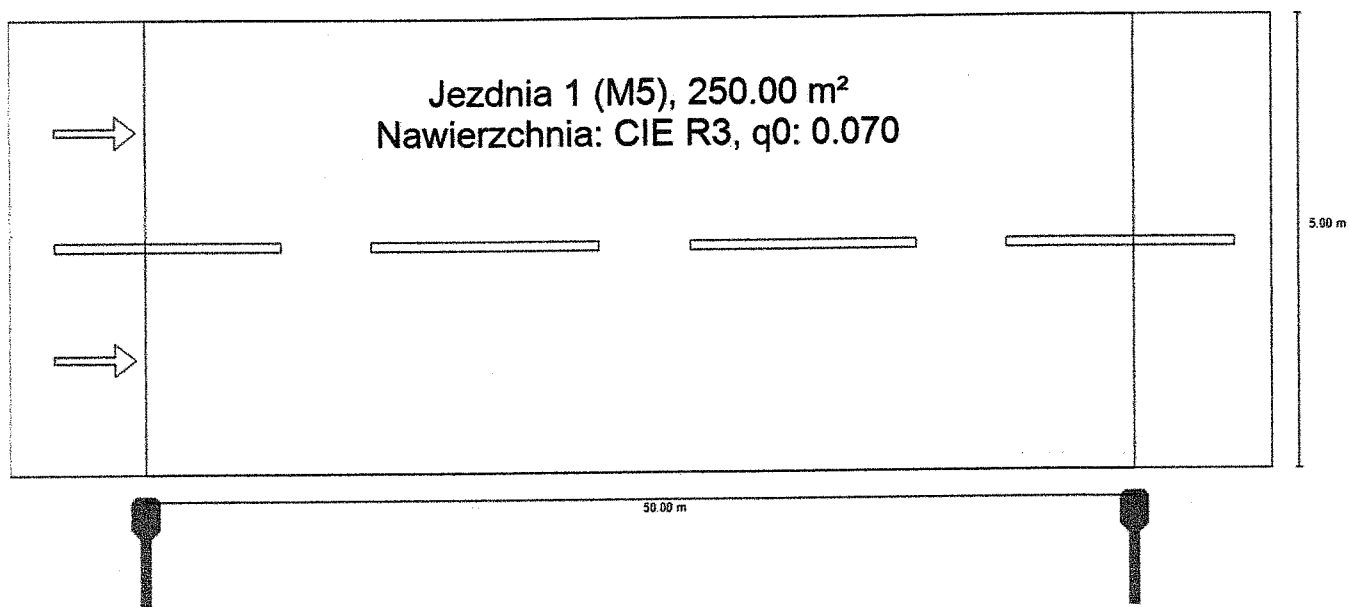 Jezdnia 1 (M5), 250.00 m²
Nawierzchnia: CIE R3, q0: 0.070
5.00 m
50.00 m